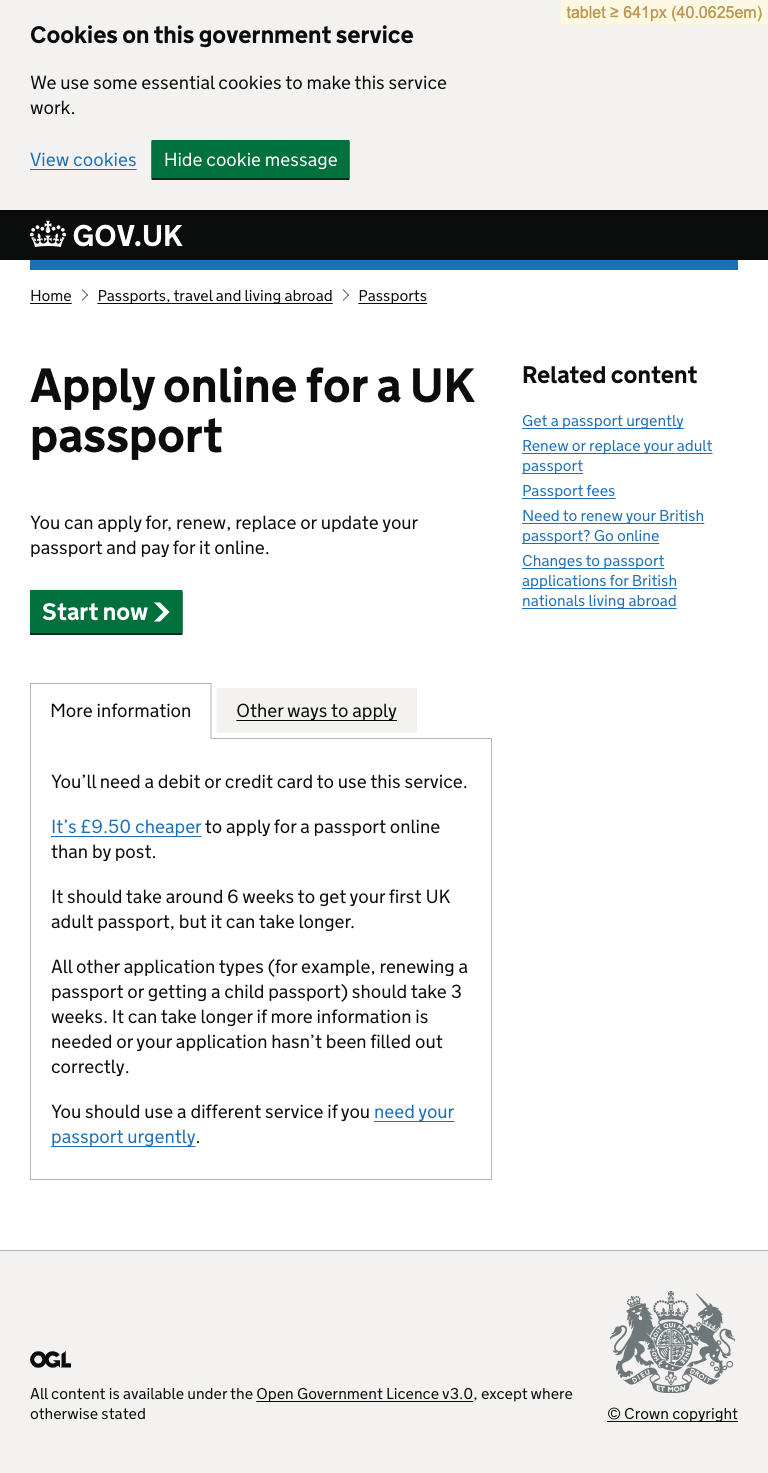 tablet ≥ 641px (40.0625em)
Cookies on this government service
We use some essential cookies to make this service
work.
View cookies Hide cookie message
GOV.UK
Home Passports, travel and living abroad Passports
Apply online for a UK
passport
You can apply for, renew, replace or update your
passport and pay for it online.
Start now
More information Other ways to apply
You’ll need a debit or credit card to use this service.
It’s £9.50 cheaper to apply for a passport online
than by post.
It should take around 6 weeks to get your first UK
adult passport, but it can take longer.
All other application types (for example, renewing a
passport or getting a child passport) should take 3
weeks. It can take longer if more information is
needed or your application hasn’t been filled out
correctly.
You should use a different service if you need your
passport urgently.
Related content
Get a passport urgently
Renew or replace your adult
passport
Passport fees
Need to renew your British
passport? Go online
Changes to passport
applications for British
nationals living abroad
OGL
All content is available under the Open Government Licence v3.0, except where
otherwise stated
DIEU ET MON DROIT
© Crown copyright